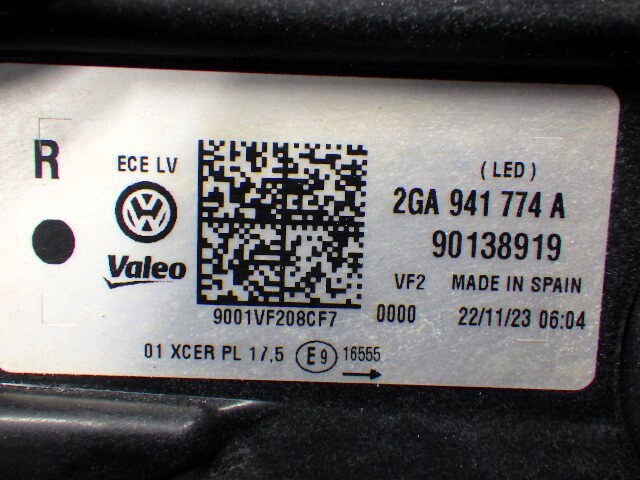 R
ECE LV
(LED)
2GA 941 774 A
Valeo
90138919
VF2 MADE IN SPAIN
9001VF208CF7
0000 22/11/23 06:04
01 XCER PL 17,5 E9 16555